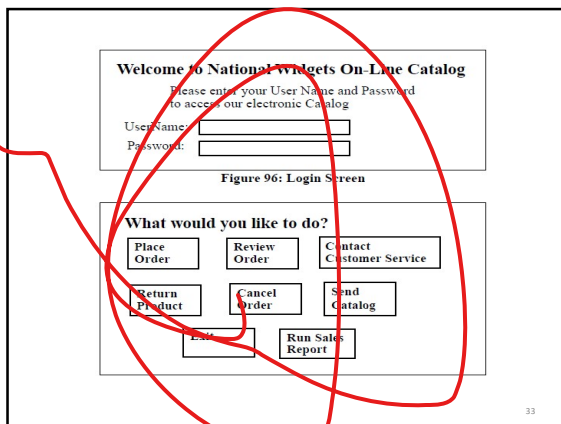 Welcome to National Widgets On-Line Catalog
Please enter your User Name and Password
to access our electronic Catalog
UserName:
Password:
Figure 96: Login Screen
What would you like to do?
Place Order
Review Order
Contact Customer Service
Return Product
Cancel Order
Send Catalog
Exit
Run Sales Report
33